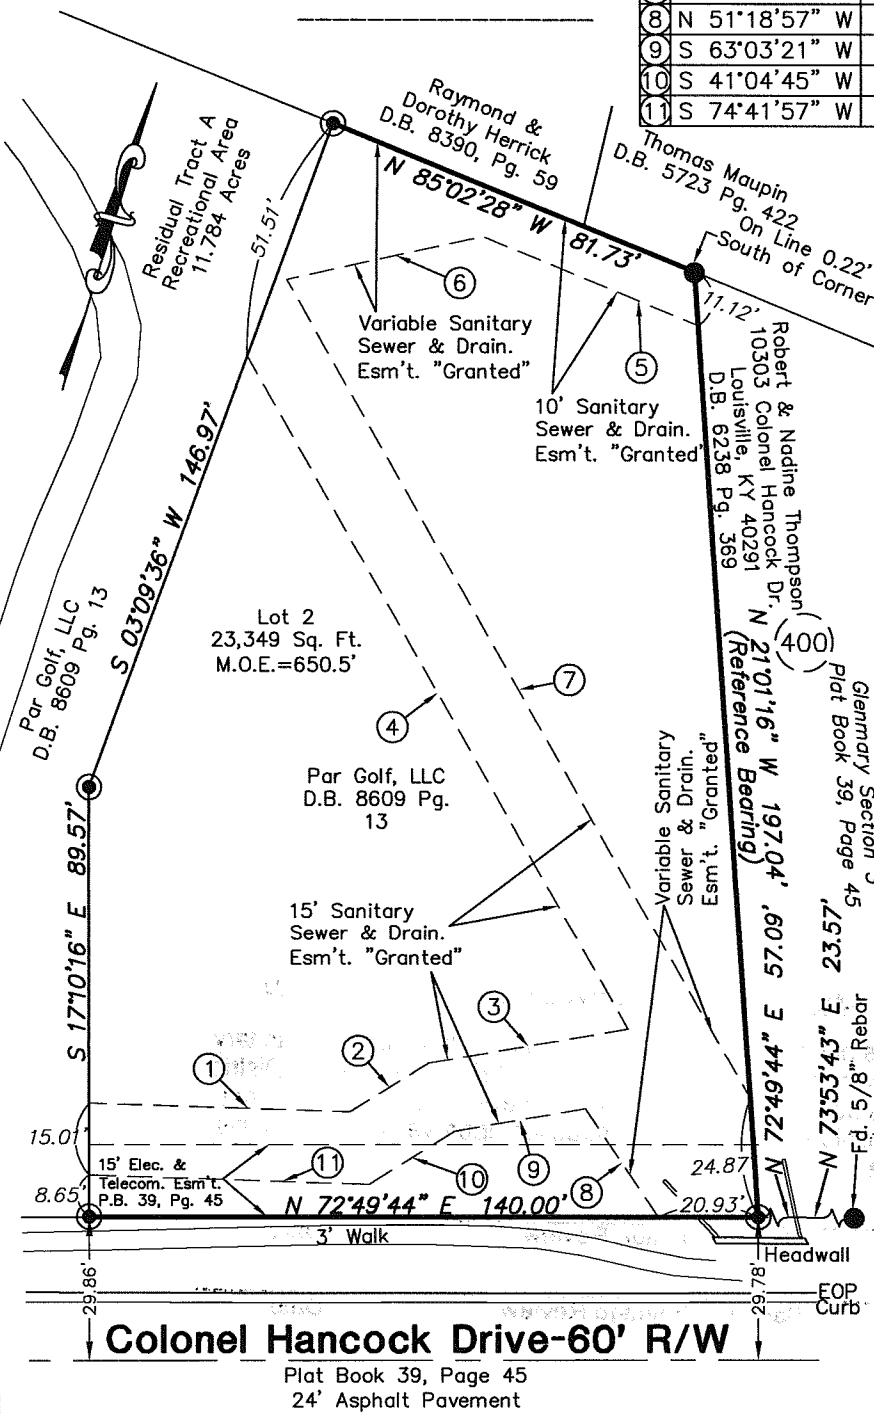 8 N 51°18'57" W
9 S 63°03'21" W
10 S 41°04'45" W
11 S 74°41'57" W
Raymond &
Dorothy Herrick
D.B. 8390, Pg. 59
Thomas Maupin
D.B. 5723 Pg. 422
On Line 0.22'
South of Corner
N 85°02'28" W 81.73'
Residual Tract A
Recreational Area
11.784 Acres
51.51'
6
Variable Sanitary
Sewer & Drain.
Esm't. "Granted"
11.12'
5
10' Sanitary
Sewer & Drain.
Esm't. "Granted"
Robert & Nadine Thompson
10303 Colonel Hancock Dr.
Louisville, KY 40291
D.B. 6238 Pg. 369
S 03°09'36" W 146.97'
Par Golf, LLC
D.B. 8609 Pg. 13
Lot 2
23,349 Sq. Ft.
M.O.E.=650.5'
400
N 21°01'16" W 197.04'
(Reference Bearing)
Glenmary Section
Plat Book 39, Page 45
7
4
Par Golf, LLC
D.B. 8609 Pg.
13
Variable Sanitary
Sewer & Drain.
Esm't. "Granted"
S 17°10'16" E 89.57'
15' Sanitary
Sewer & Drain.
Esm't. "Granted"
N 72°49'44" E 57.09'
N 73°53'43" E 23.57'
Fd. 5/8" Rebar
3
2
1
15.01'
15' Elec. &
Telecom. Esm't.
P.B. 39, Pg. 45
11
10
9
8
24.87'
8.65'
N 72°49'44" E 140.00'
20.93'
3' Walk
Headwall
29.86'
29.78'
EOP
Curb
Colonel Hancock Drive-60' R/W
Plat Book 39, Page 45
24' Asphalt Pavement